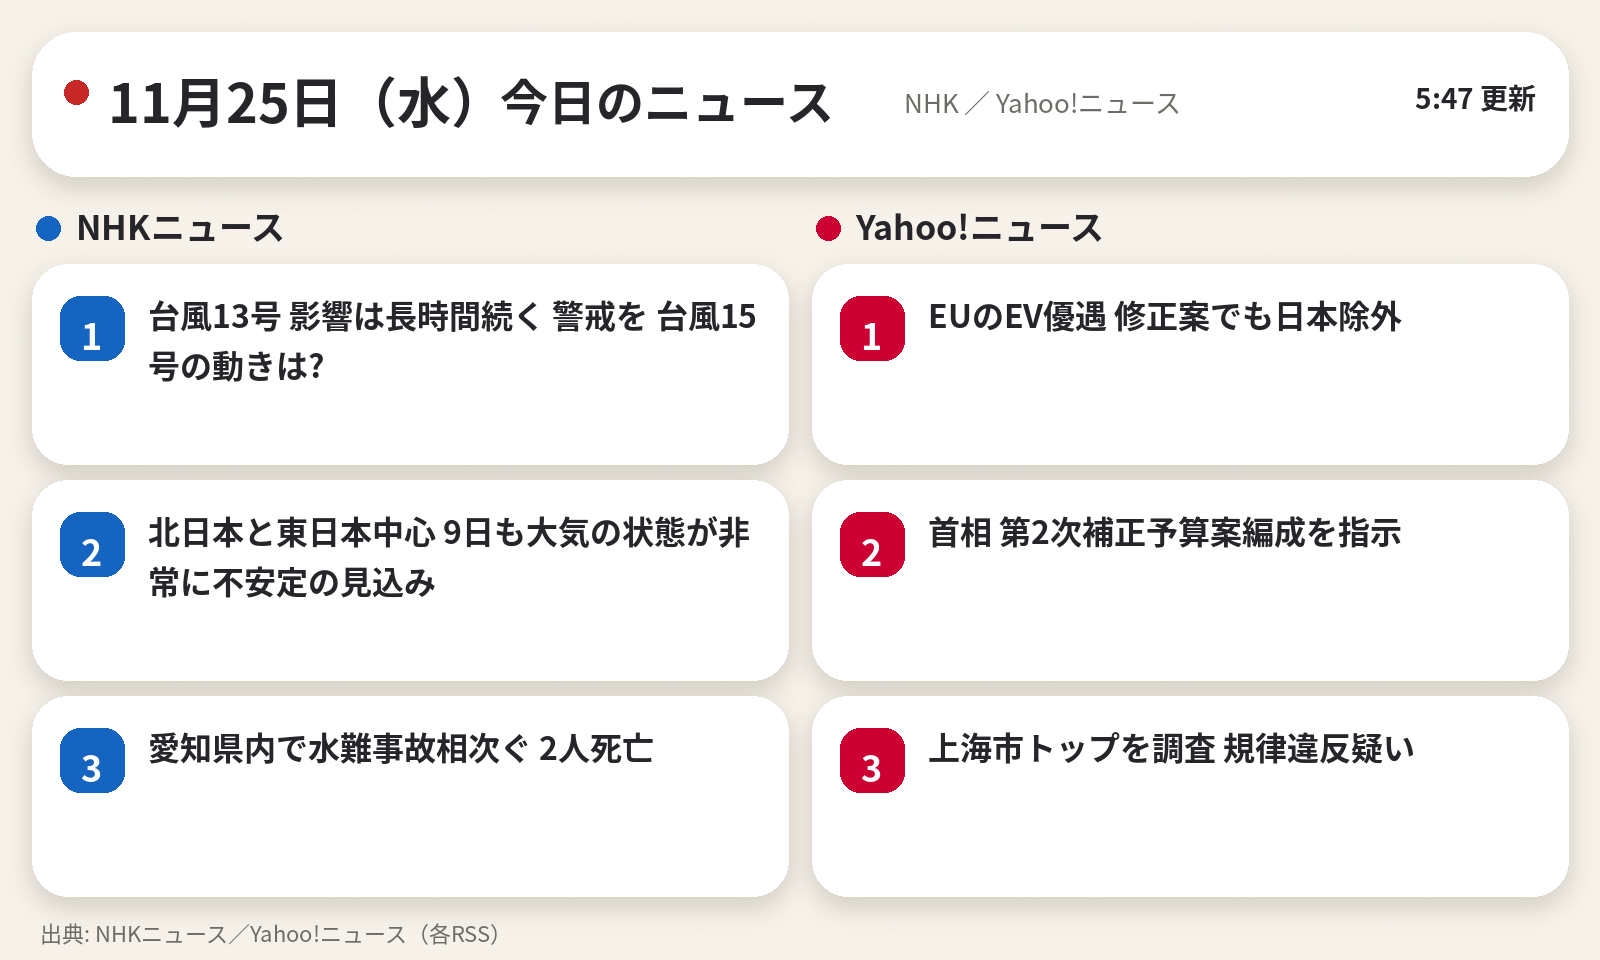 11月25日（水）今日のニュース
NHK ／ Yahoo!ニュース
5:47 更新
NHKニュース
1
台風13号 影響は長時間続く 警戒を 台風15
号の動きは?
2
北日本と東日本中心 9日も大気の状態が非
常に不安定の見込み
3
愛知県内で水難事故相次ぐ 2人死亡
Yahoo!ニュース
1
EUのEV優遇 修正案でも日本除外
2
首相 第2次補正予算案編成を指示
3
上海市トップを調査 規律違反疑い
出典: NHKニュース／Yahoo!ニュース（各RSS）